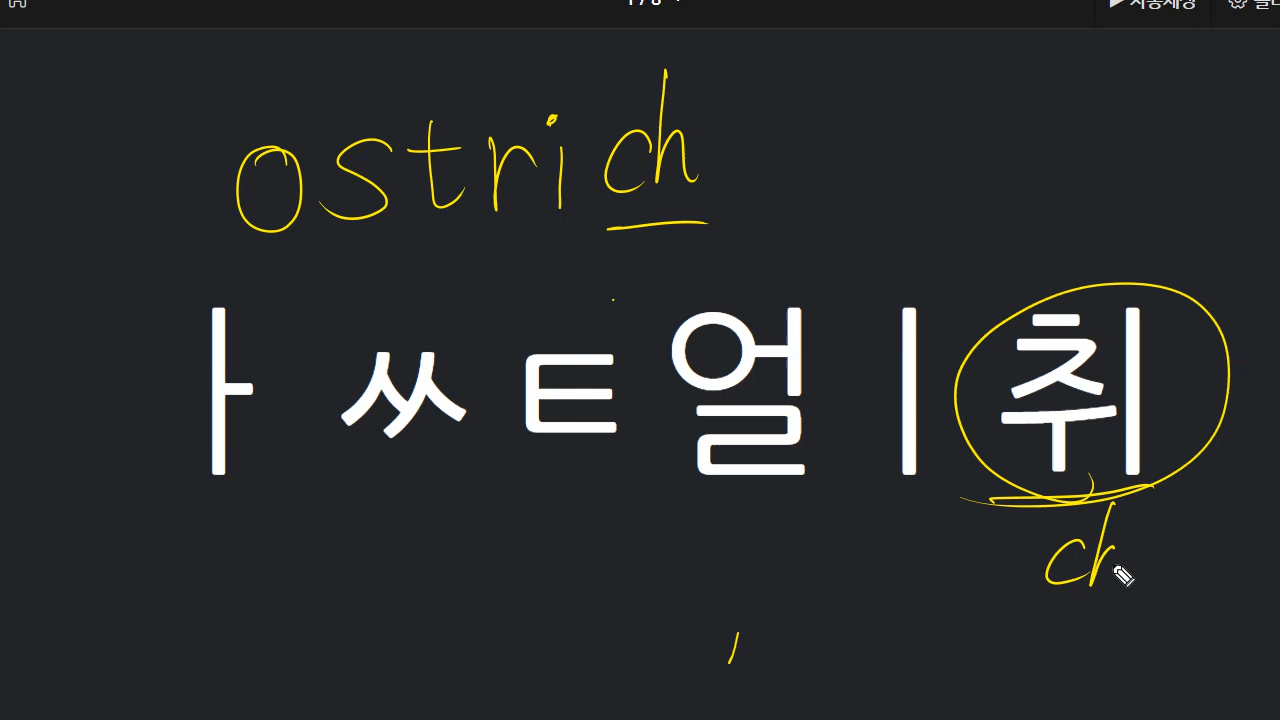 ostrich
ㅏ ㅆ ㅌ 얼 ㅣ 취
ch